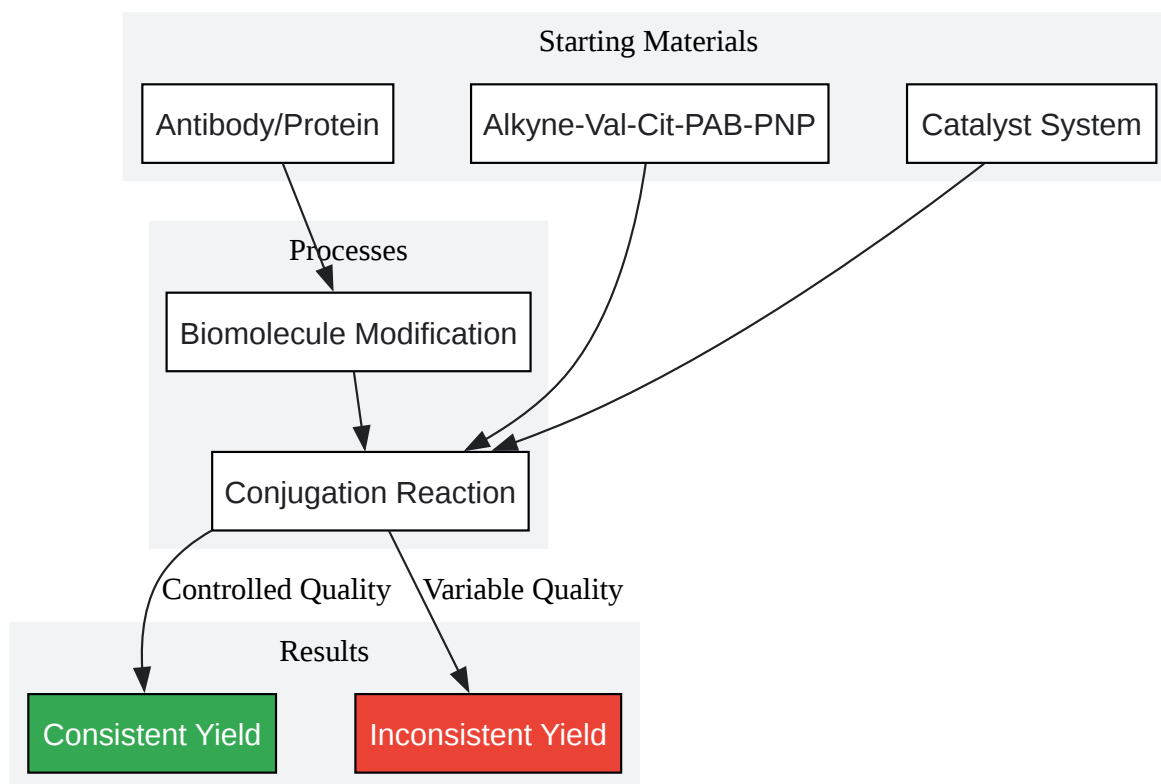 Starting Materials
Antibody/Protein
Alkyne-Val-Cit-PAB-PNP
Catalyst System
Processes
Biomolecule Modification
Conjugation Reaction
Controlled Quality
Variable Quality
Results
Consistent Yield
Inconsistent Yield